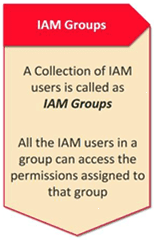 IAM Groups
A Collection of IAM
users is called as
IAM Groups
All the IAM users in a
group can access the
permissions assigned to
that group